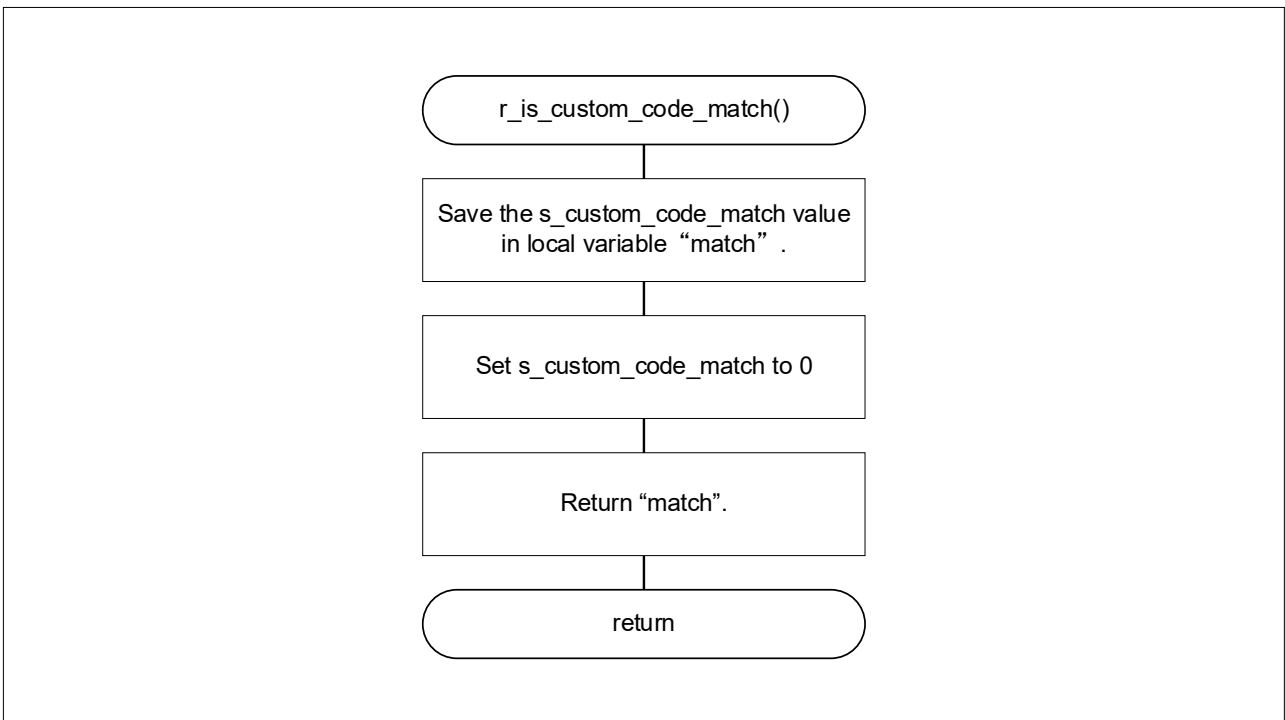 r_is_custom_code_match()
Save the s_custom_code_match value
in local variable “match” .
Set s_custom_code_match to 0
Return “match”.
return